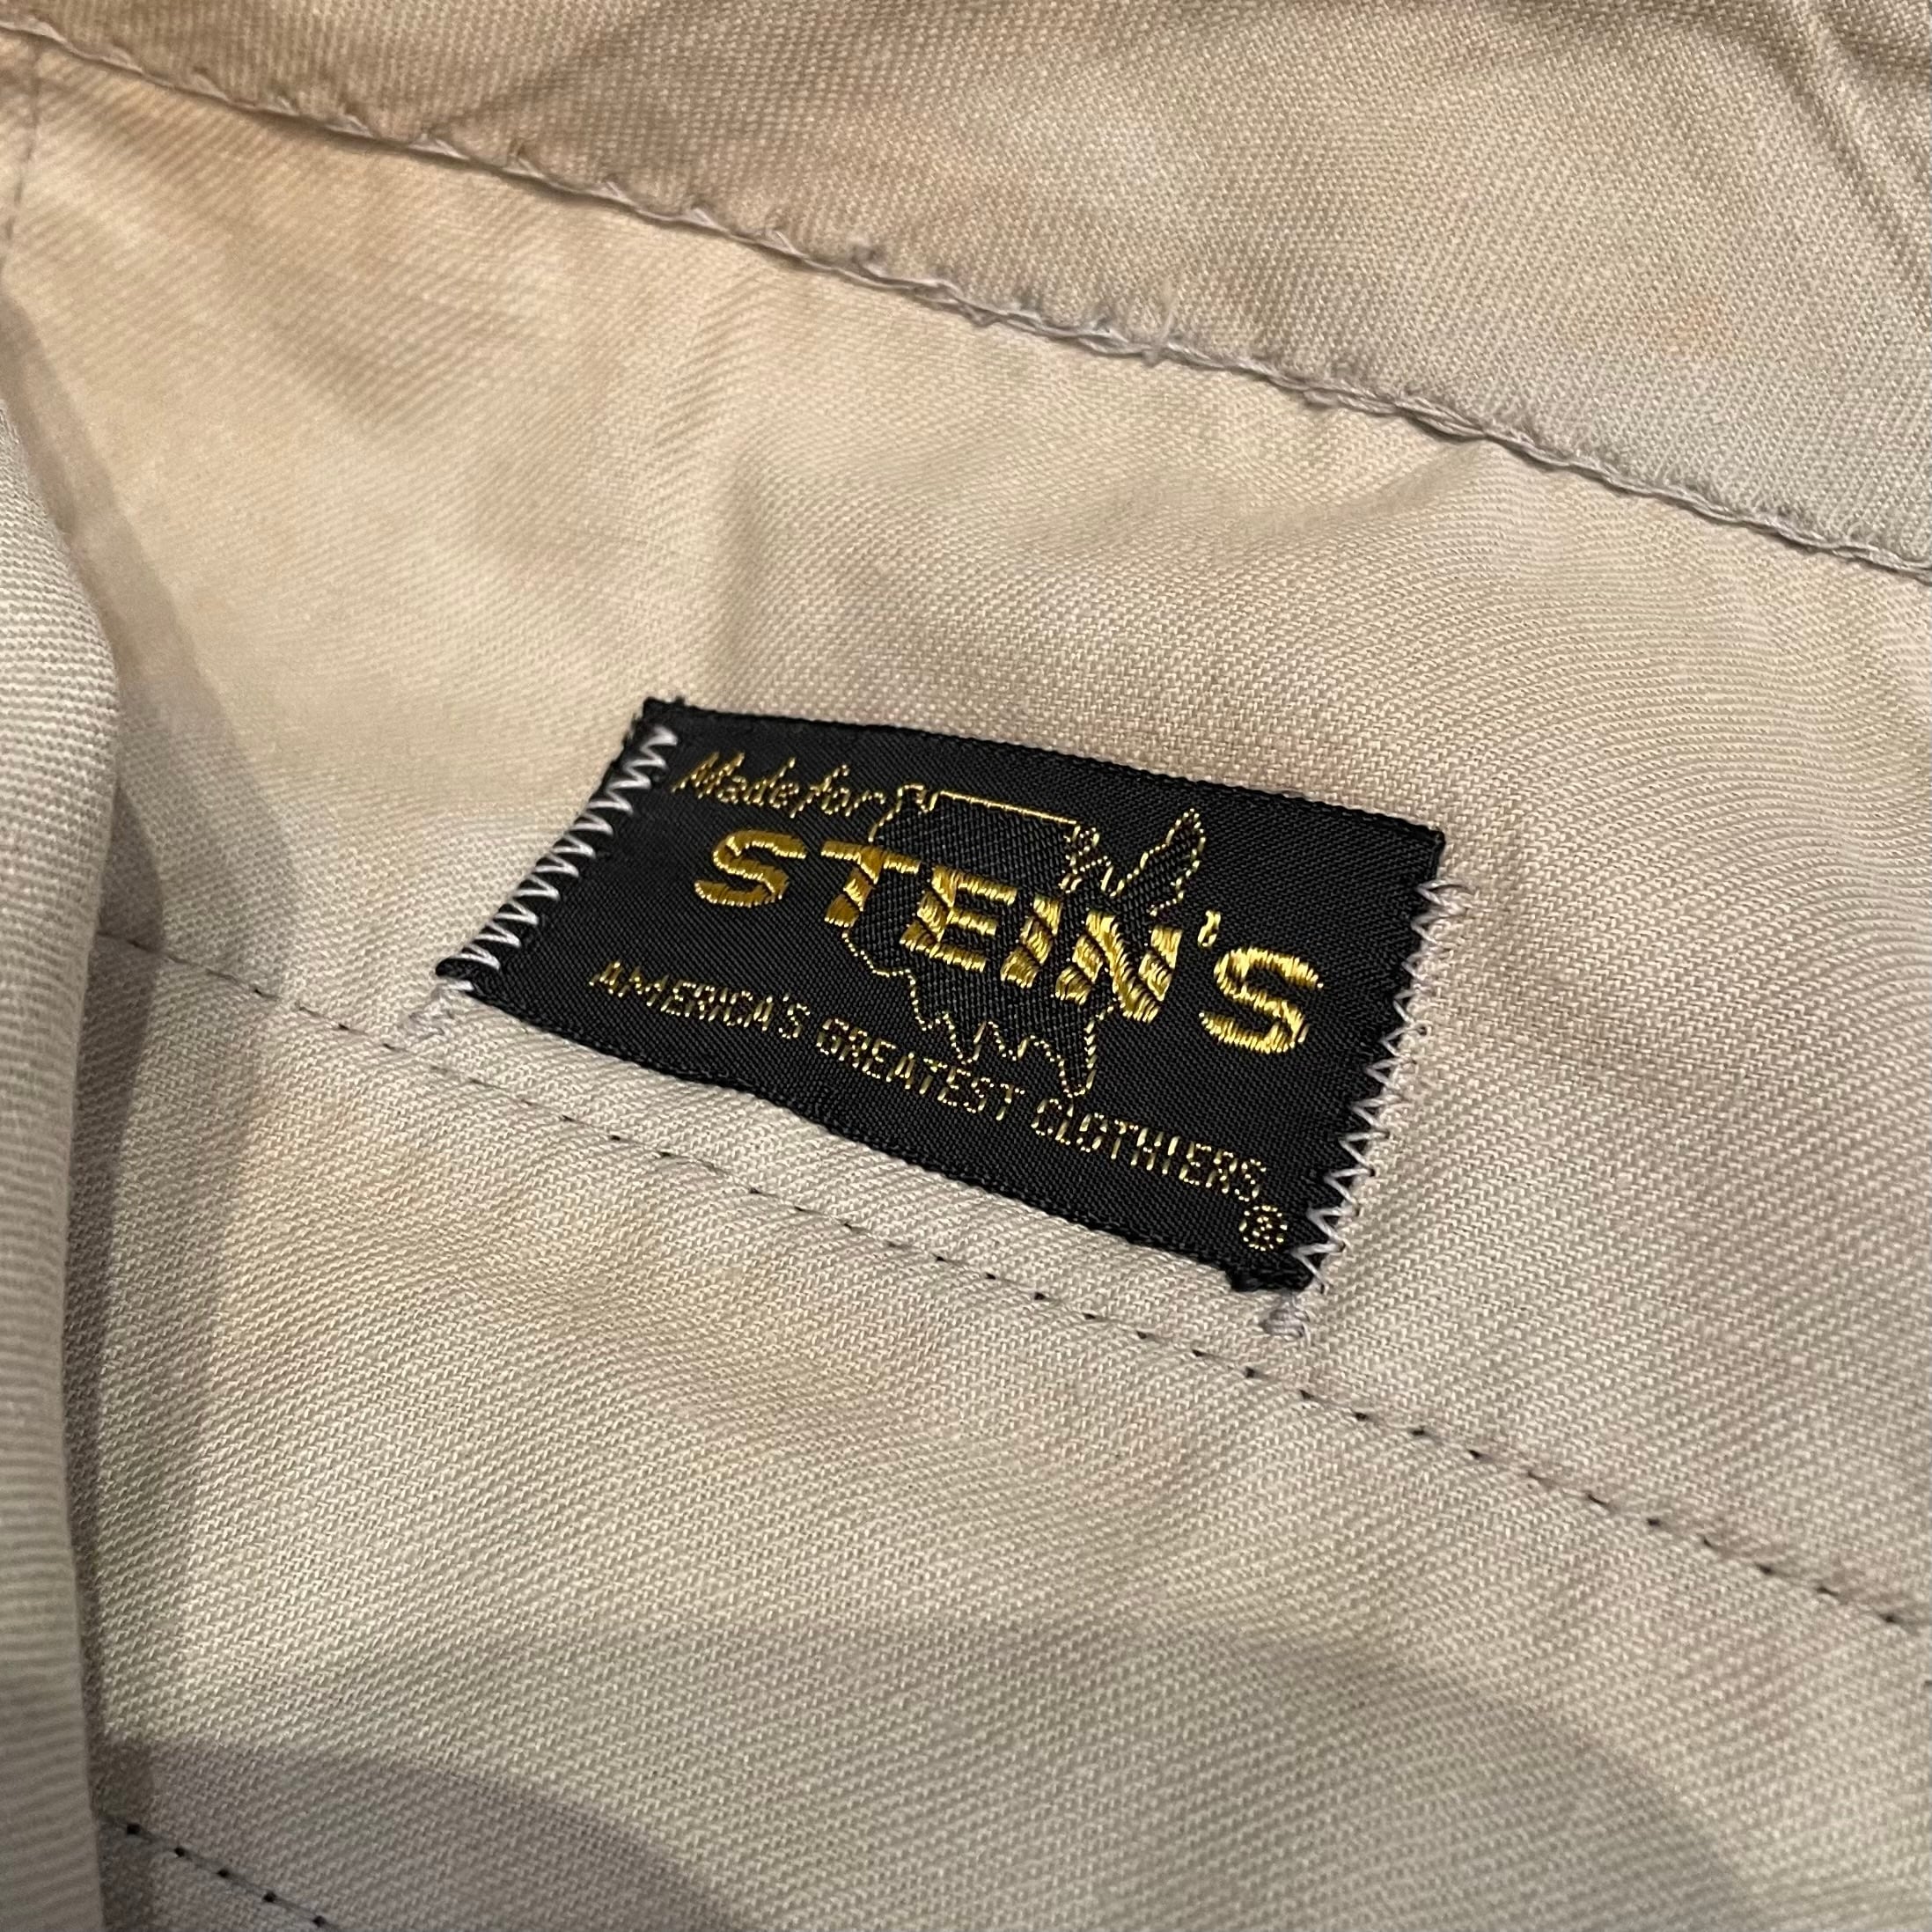 Made for
STEIN'S
AMERICA'S GREATEST CLOTHIERS
®